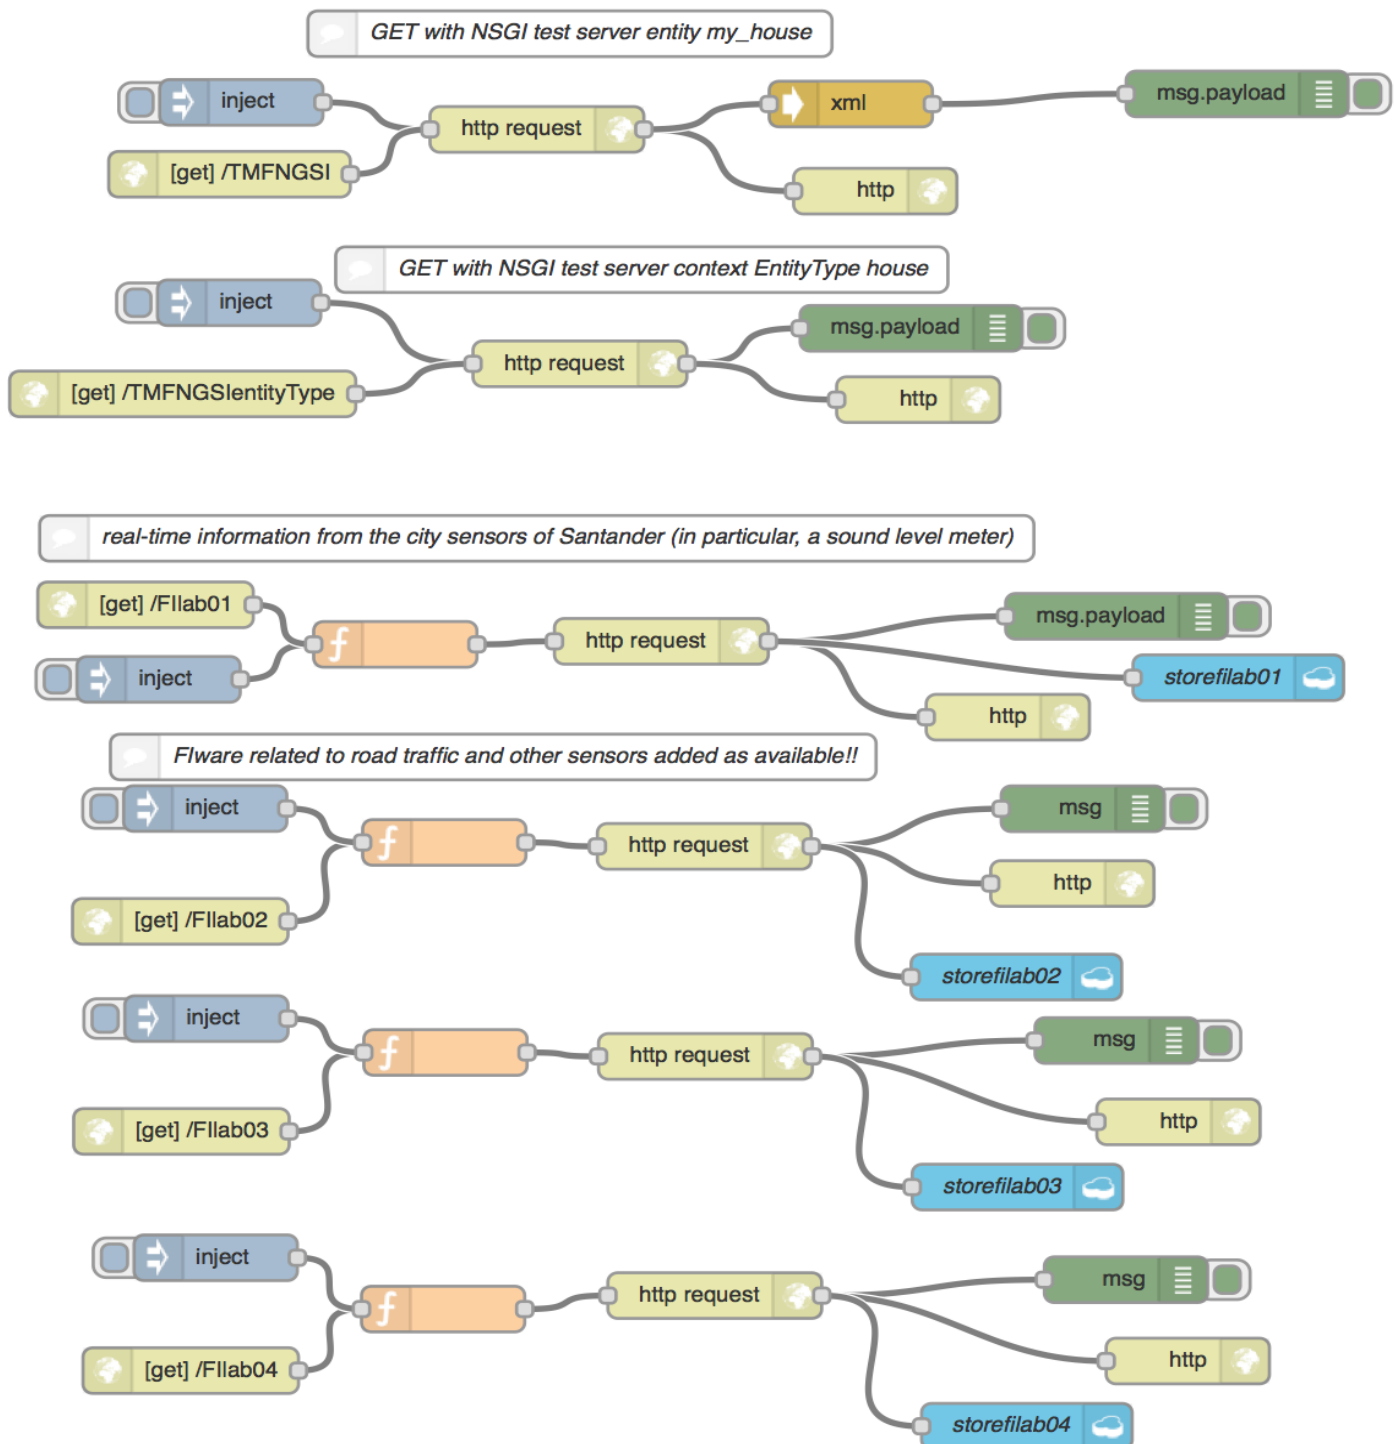 GET with NSGI test server entity my_house
inject
xml
msg.payload
http request
[get] /TMFNGSI
http
GET with NSGI test server context EntityType house
inject
msg.payload
http request
[get] /TMFNGSIentityType
http
real-time information from the city sensors of Santander (in particular, a sound level meter)
[get] /FIlab01
msg.payload
http request
inject
storefilab01
http
FIware related to road traffic and other sensors added as available!!
inject
msg
http request
http
[get] /FIlab02
storefilab02
inject
msg
http request
http
[get] /FIlab03
storefilab03
inject
msg
http request
http
[get] /FIlab04
storefilab04